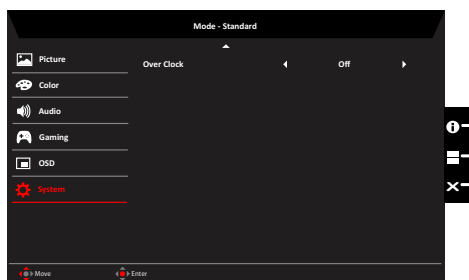 Mode - Standard
Picture
Over Clock Off
Color
Audio
Gaming
OSD
System
Move Enter